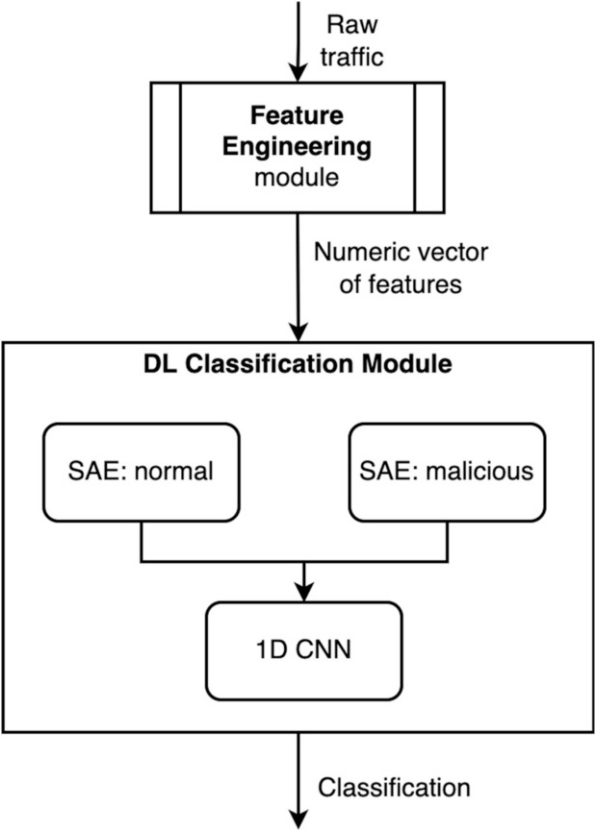 Raw
traffic
Feature
Engineering
module
Numeric vector
of features
DL Classification Module
SAE: normal
SAE: malicious
1D CNN
Classification